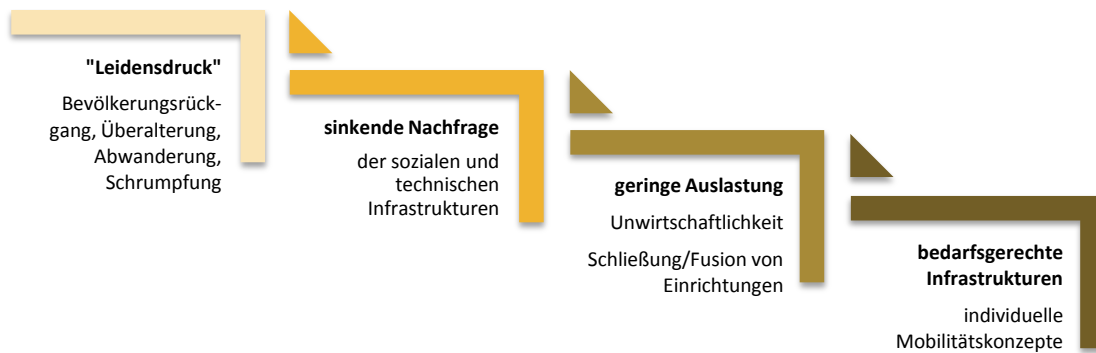 "Leidensdruck"
Bevölkerungsrück-
gang, Überalterung,
Abwanderung,
Schrumpfung
sinkende Nachfrage
der sozialen und
technischen
Infrastrukturen
geringe Auslastung
Unwirtschaftlichkeit
Schließung/Fusion von
Einrichtungen
bedarfsgerechte
Infrastrukturen
individuelle
Mobilitätskonzepte